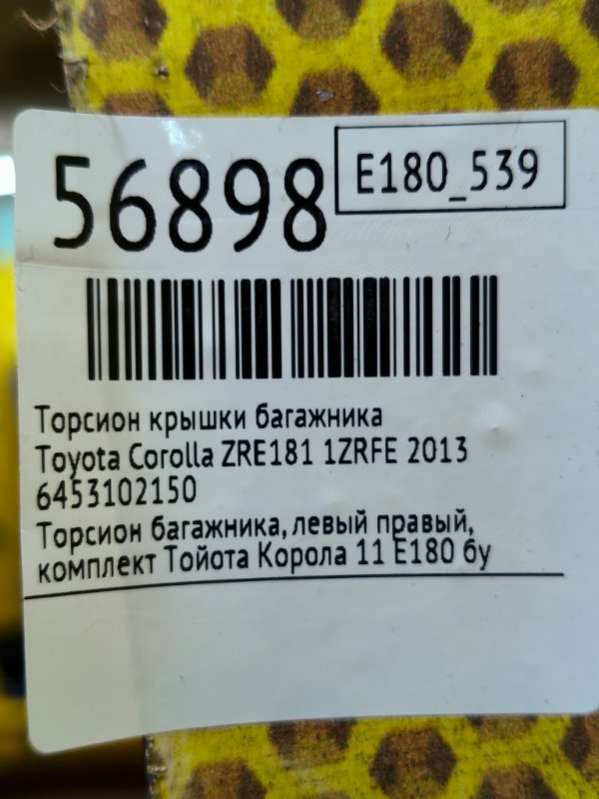 56898
E180_539
Торсион крышки багажника
Toyota Corolla ZRE181 1ZRFE 2013
6453102150
Торсион багажника, левый правый,
комплект Тойота Корола 11 E180 бу